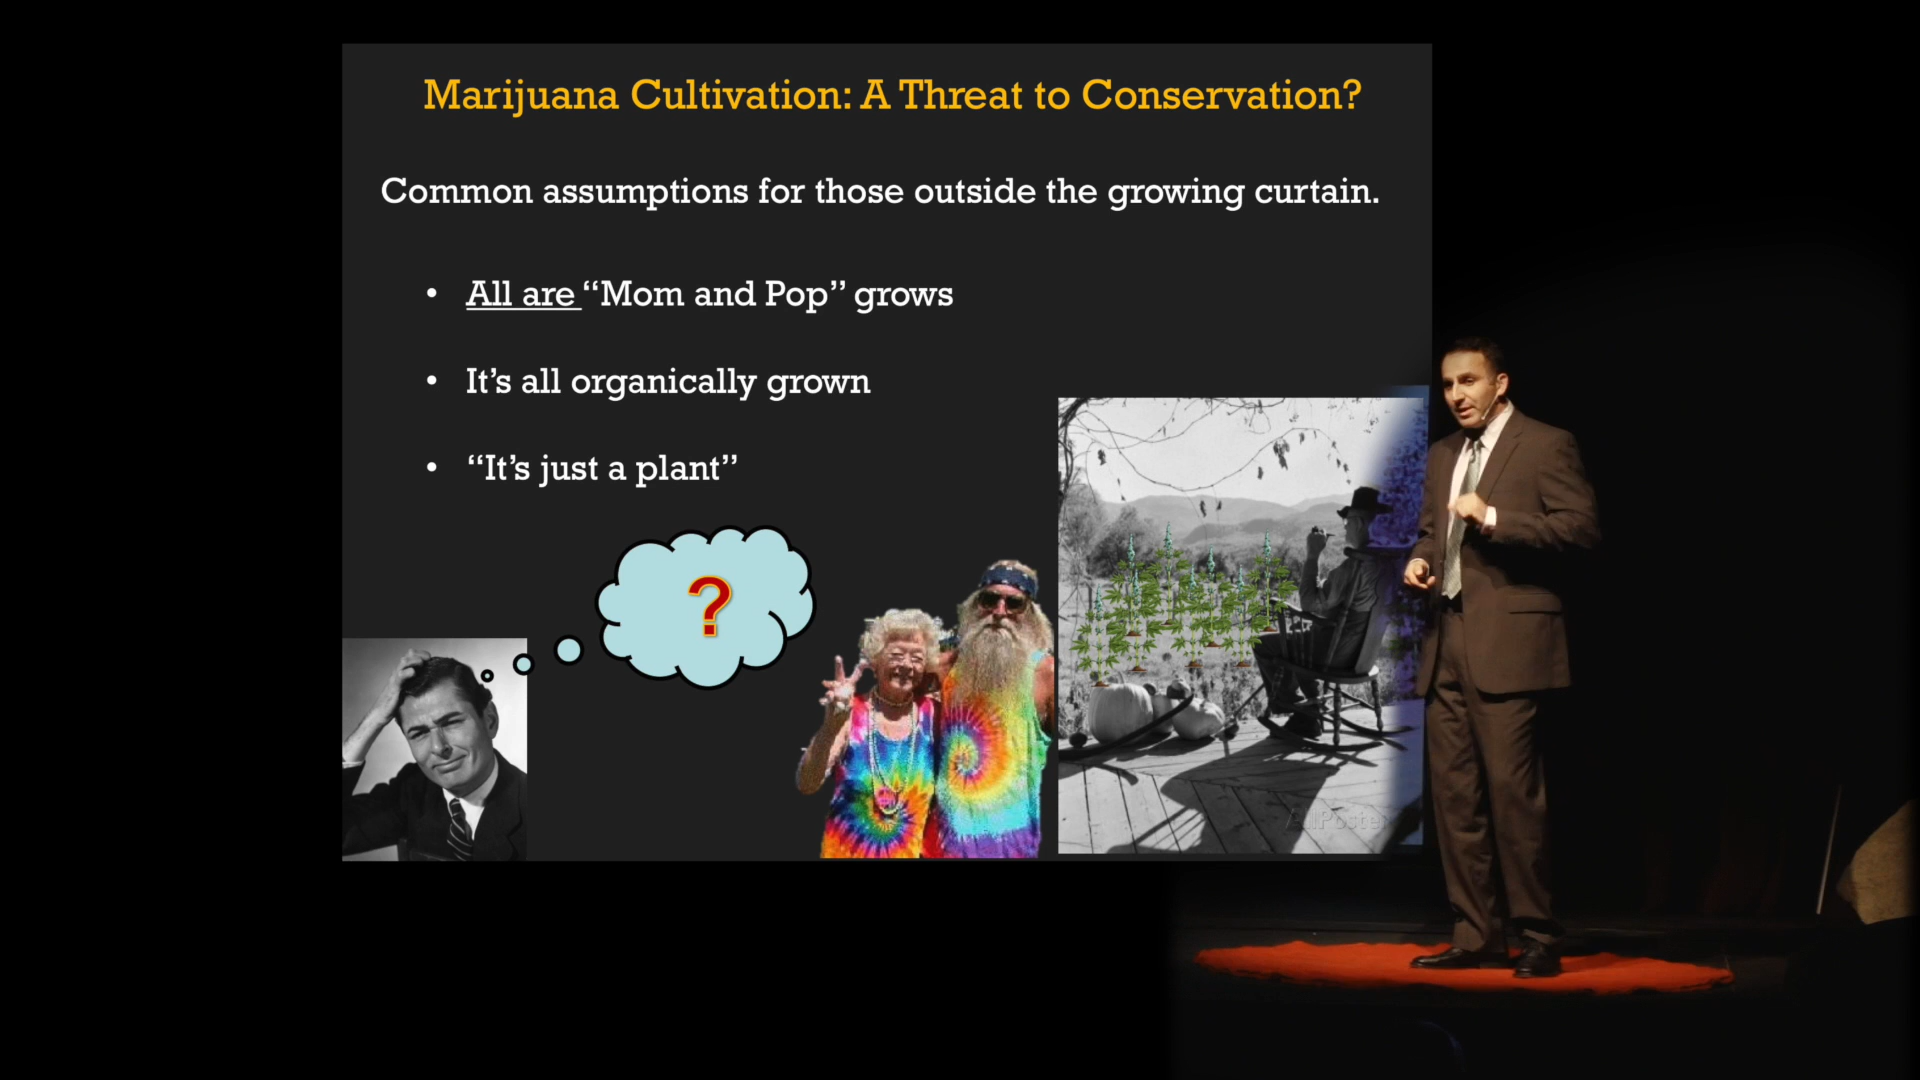 Marijuana Cultivation: A Threat to Conservation?
Common assumptions for those outside the growing curtain.
• All are “Mom and Pop” grows
• It’s all organically grown
• “It’s just a plant”
?
AllPoster